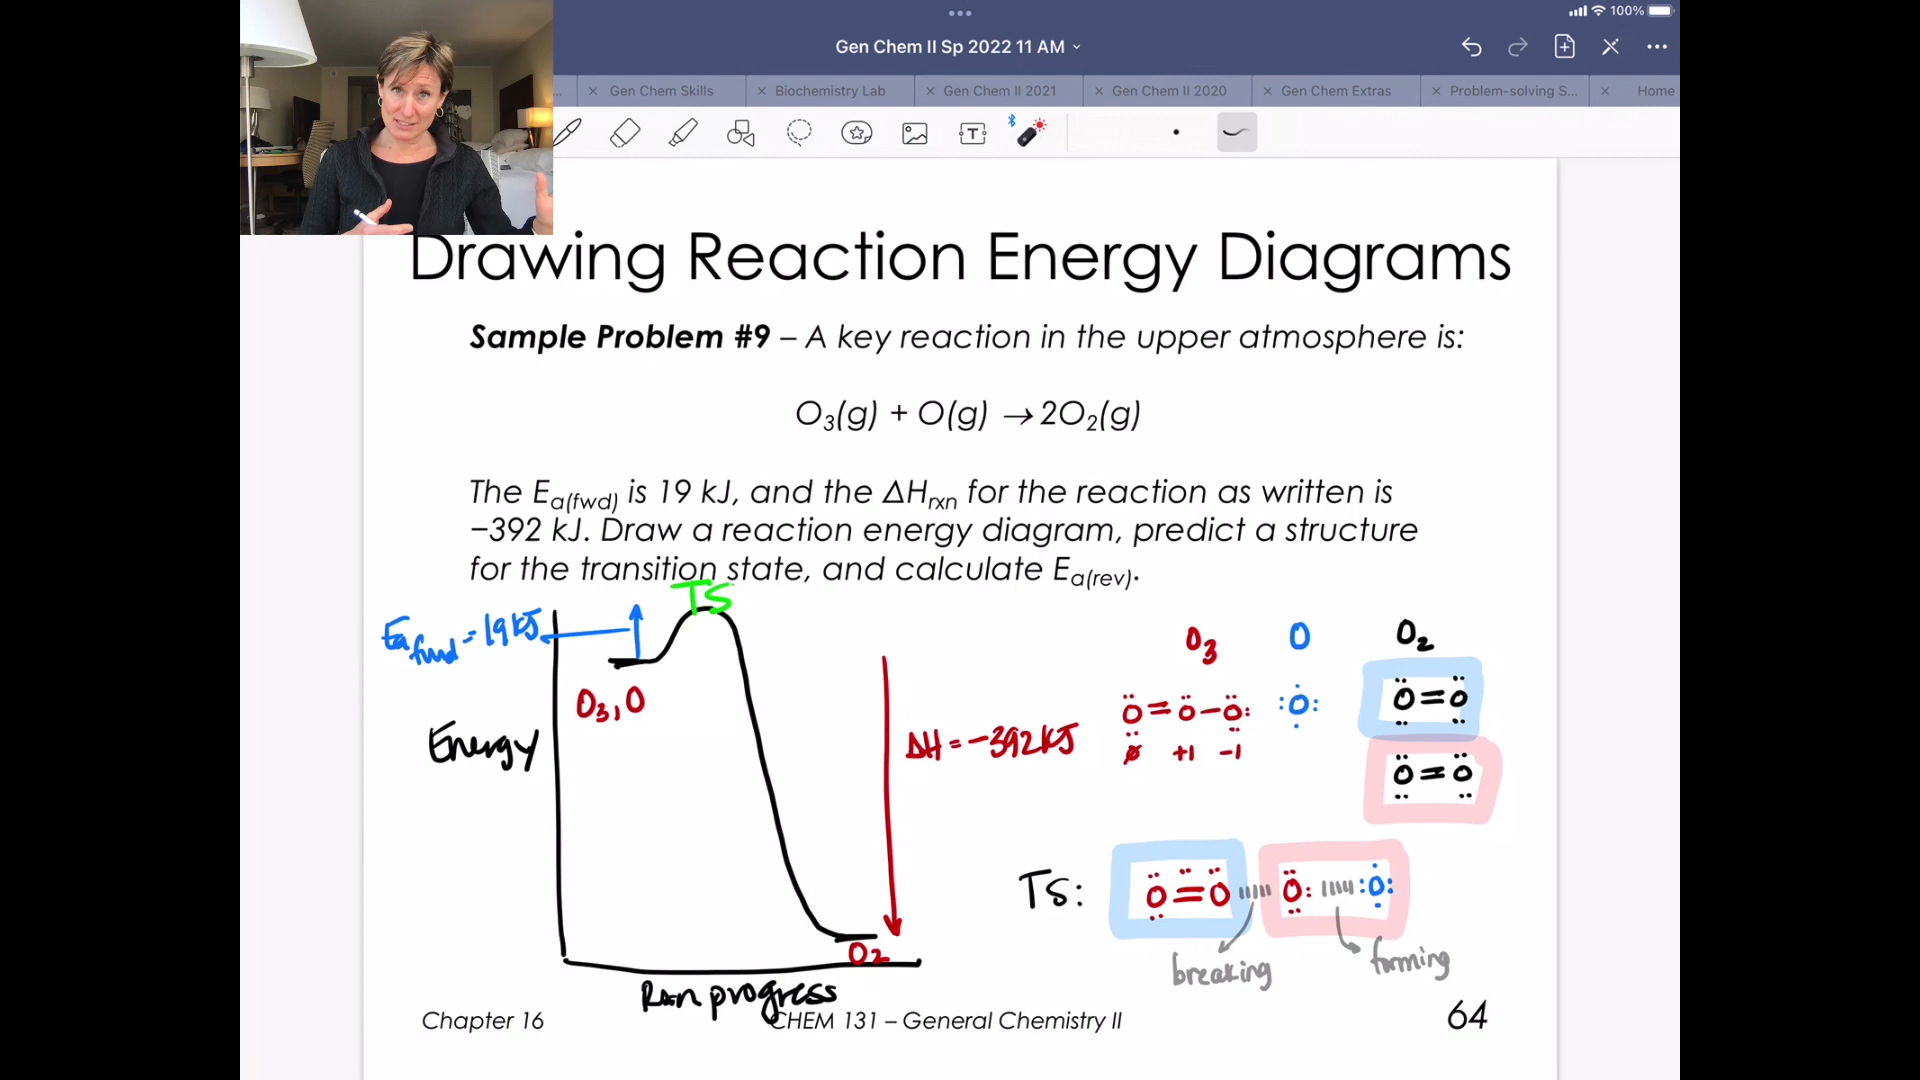 100%
Gen Chem II Sp 2022 11 AM
... × Gen Chem Skills × Biochemistry Lab × Gen Chem II 2021 × Gen Chem II 2020 × Gen Chem Extras × Problem-solving S... × Home
T
Drawing Reaction Energy Diagrams
Sample Problem #9 – A key reaction in the upper atmosphere is:
O₃(g) + O(g) → 2O₂(g)
The Ea(fwd) is 19 kJ, and the ΔHrxn for the reaction as written is
−392 kJ. Draw a reaction energy diagram, predict a structure
for the transition state, and calculate Ea(rev).
TS
Ea fwd = 19 kJ
O₃, O
Energy
ΔH = −392 kJ
O₂
Rxn progress
O₃ O O₂
O=O–O O O=O
0 +1 −1
O=O
TS: O=O O O
breaking forming
Chapter 16 CHEM 131 – General Chemistry II 64